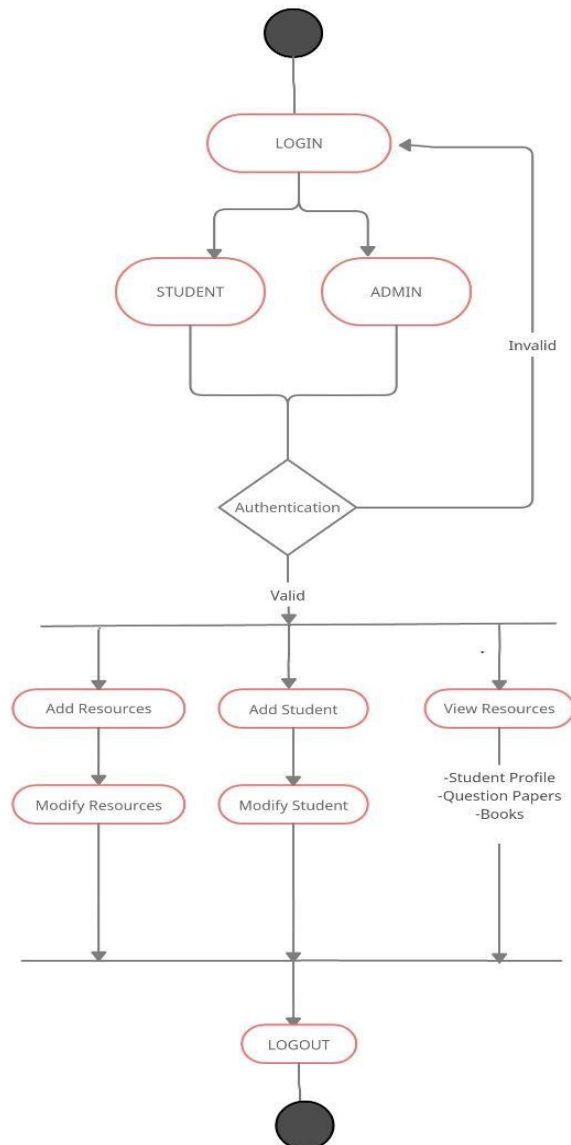 LOGIN
STUDENT
ADMIN
Invalid
Authentication
Valid
Add Resources
Add Student
View Resources
Modify Resources
Modify Student
-Student Profile
-Question Papers
-Books
LOGOUT